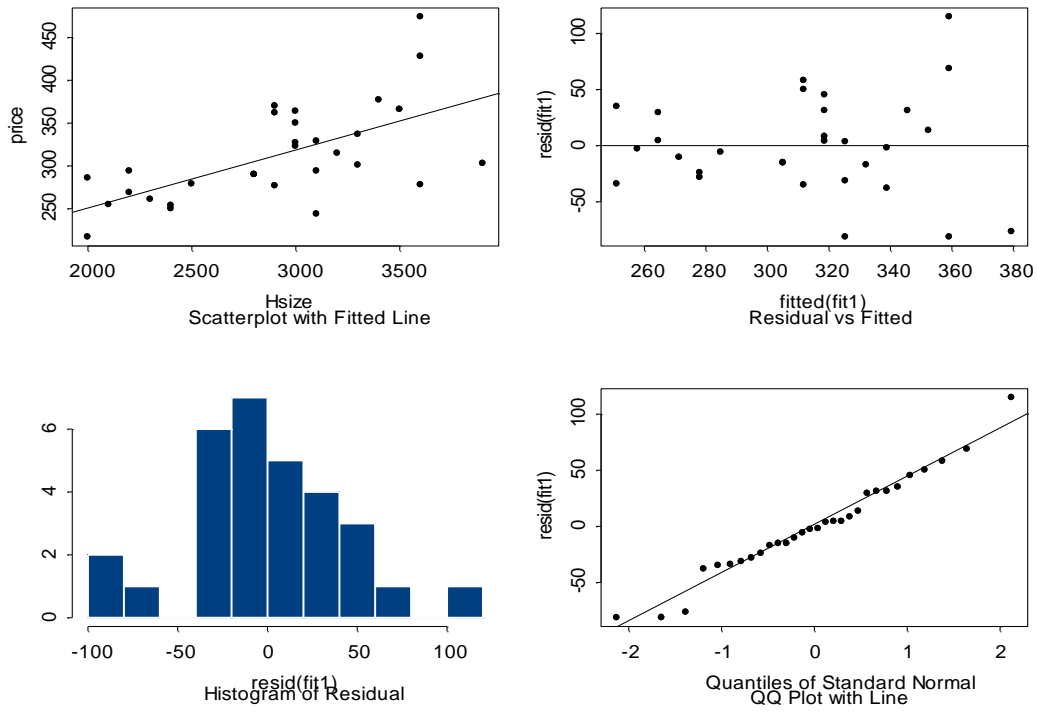 450
400
350
300
250
price
2000 2500 3000 3500
Hsize
Scatterplot with Fitted Line
100
50
0
-50
resid(fit1)
260 280 300 320 340 360 380
fitted(fit1)
Residual vs Fitted
6
4
2
0
-100 -50 0 50 100
resid(fit1)
Histogram of Residual
100
50
0
-50
resid(fit1)
-2 -1 0 1 2
Quantiles of Standard Normal
QQ Plot with Line